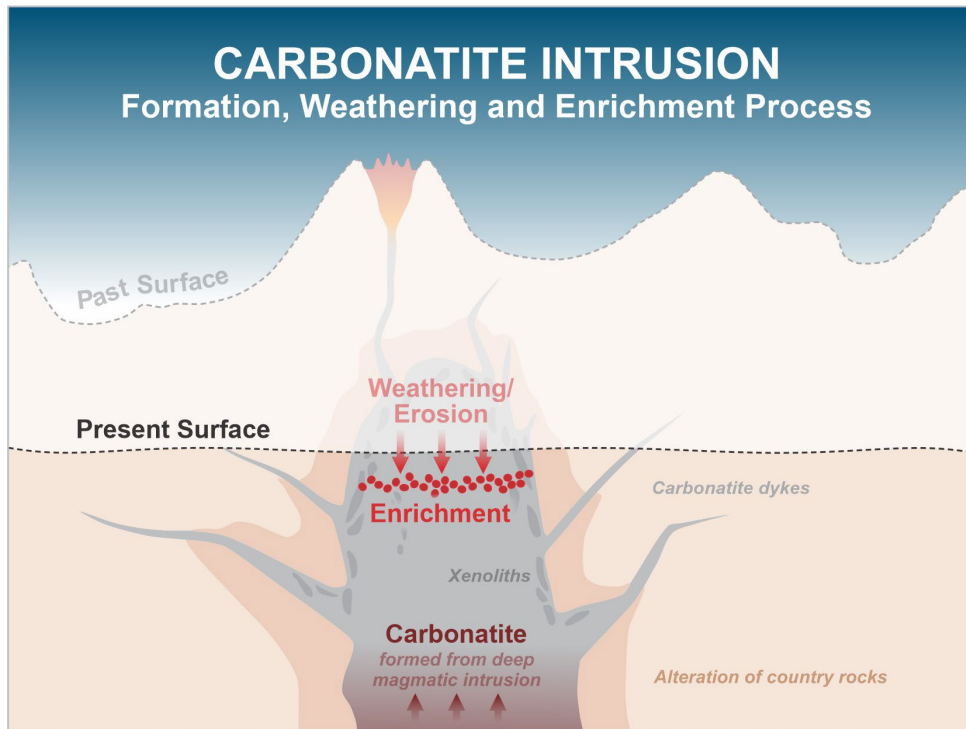 CARBONATITE INTRUSION
Formation, Weathering and Enrichment Process
Past Surface
Weathering/
Erosion
Present Surface
Carbonatite dykes
Enrichment
Xenoliths
Carbonatite
formed from deep
magmatic intrusion
Alteration of country rocks